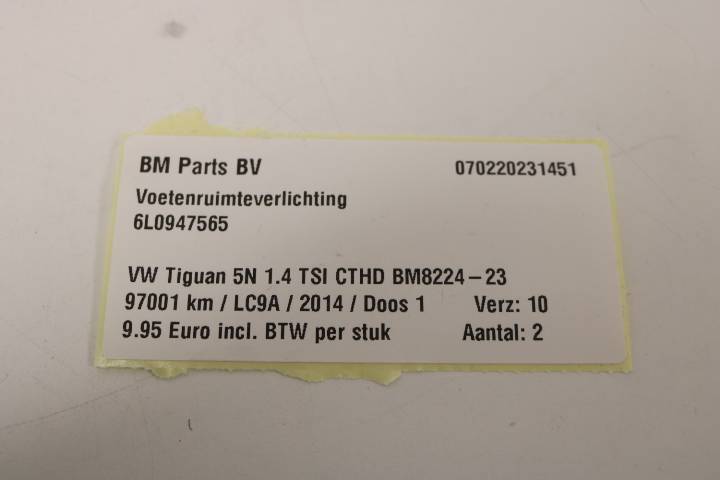 BM Parts BV 070220231451
Voetenruimteverlichting
6L0947565
VW Tiguan 5N 1.4 TSI CTHD BM8224-23
97001 km / LC9A / 2014 / Doos 1 Verz: 10
9.95 Euro incl. BTW per stuk Aantal: 2